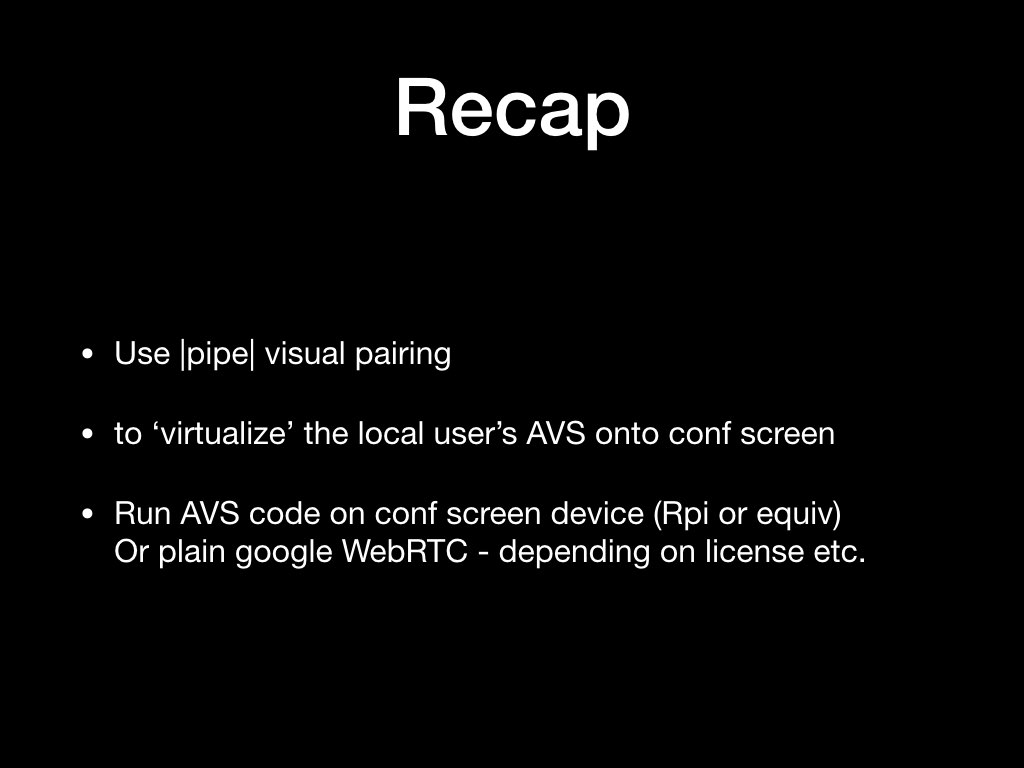 Recap
• Use |pipe| visual pairing
• to ‘virtualize’ the local user’s AVS onto conf screen
• Run AVS code on conf screen device (Rpi or equiv)
Or plain google WebRTC - depending on license etc.